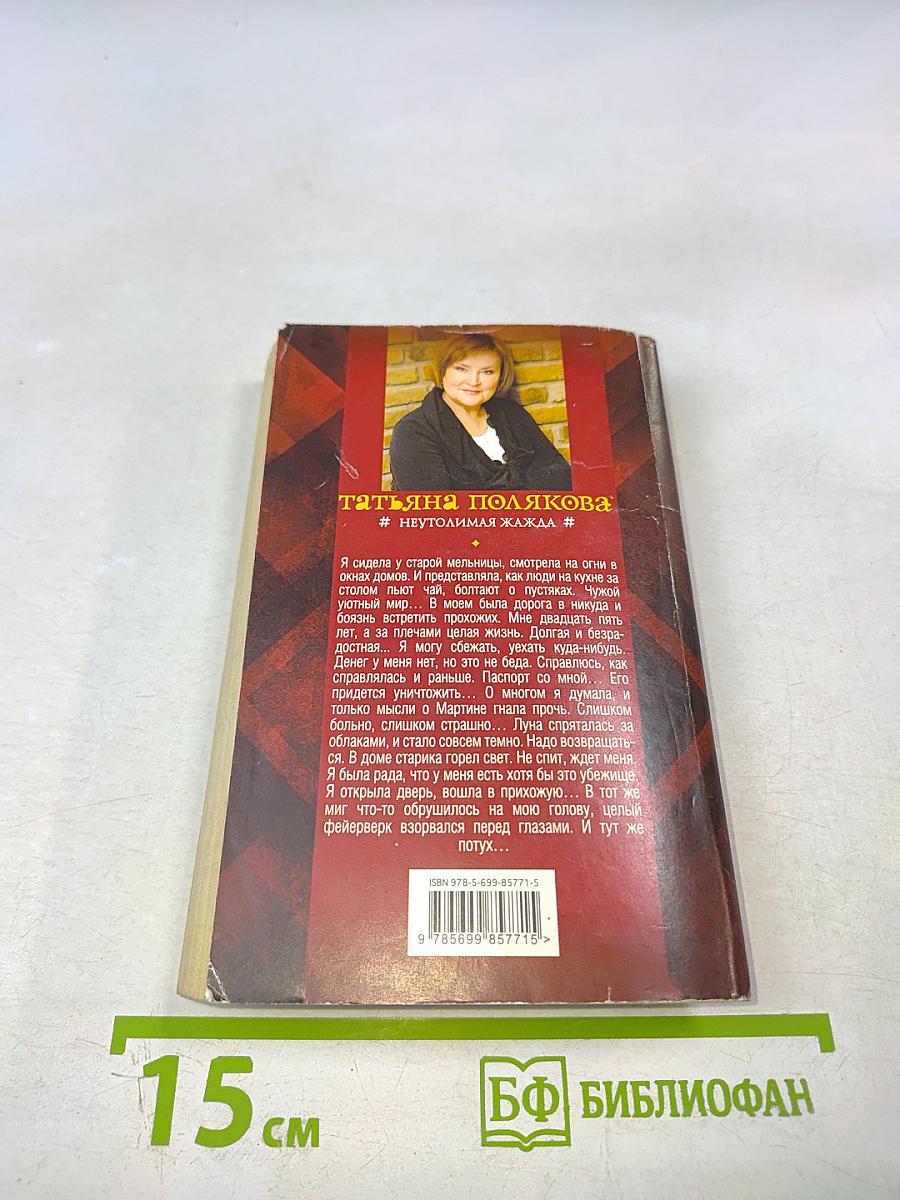 ТАТЬЯНА ПОЛЯКОВА
# НЕУТОЛИМАЯ ЖАЖДА #
Я сидела у старой мельницы, смотрела на огни в
окнах домов. И представляла, как люди на кухне за
столом пьют чай, болтают о пустяках. Чужой
уютный мир... В моем была дорога в никуда и
боязнь встретить прохожих. Мне двадцать пять
лет, а за плечами целая жизнь. Долгая и безра-
достная... Я могу сбежать, уехать куда-нибудь.
Денег у меня нет, но это не беда. Справлюсь, как
справлялась и раньше. Паспорт со мной... Его
придется уничтожить... О многом я думала, и
только мысли о Мартине гнала прочь. Слишком
больно, слишком страшно... Луна спряталась за
облаками, и стало совсем темно. Надо возвращать-
ся. В доме старика горел свет. Не спит, ждет меня.
Я была рада, что у меня есть хотя бы это убежище.
Я открыла дверь, вошла в прихожую... В тот же
миг что-то обрушилось на мою голову, целый
фейерверк взорвался перед глазами. И тут же
потух...
ISBN 978-5-699-85771-5
9 785699 857715 >
15 см
БФ БИБЛИОФАН